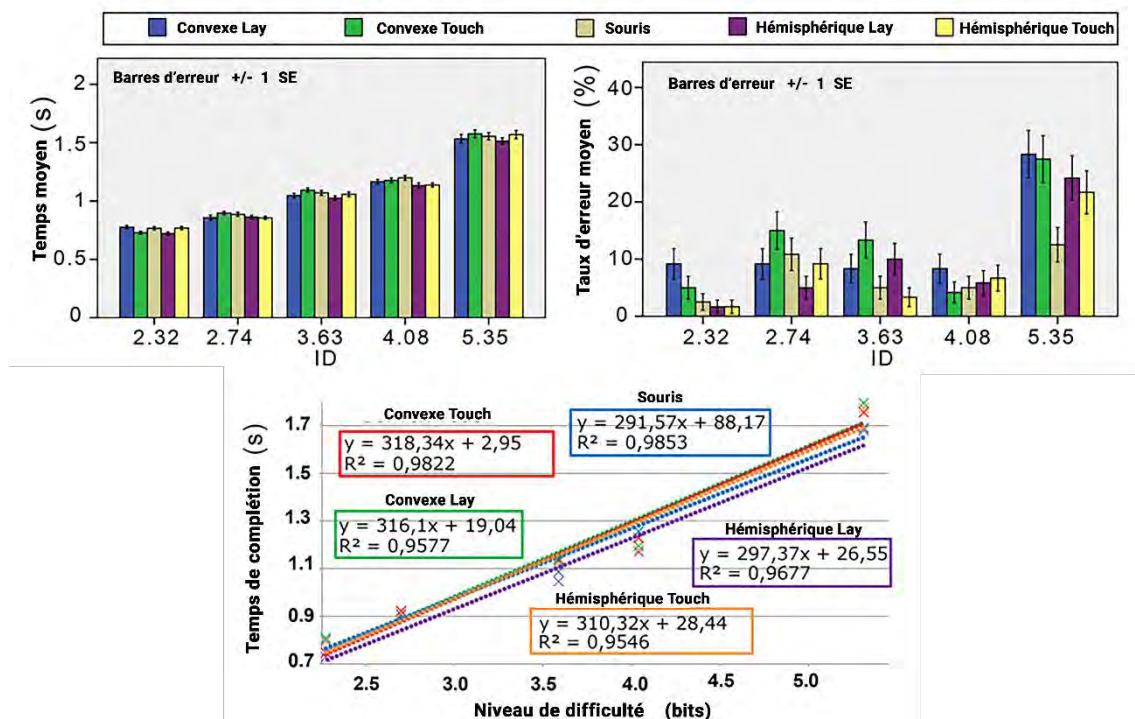 Convexe Lay
Convexe Touch
Souris
Hémisphérique Lay
Hémisphérique Touch
Barres d'erreur +/- 1 SE
Temps moyen (s)
2
1.5
1
0.5
0
2.32
2.74
3.63
4.08
5.35
ID
Barres d'erreur +/- 1 SE
Taux d'erreur moyen (%)
40
30
20
10
0
2.32
2.74
3.63
4.08
5.35
ID
Temps de complétion (s)
1.7
1.5
1.3
1.1
0.9
0.7
Convexe Touch
y = 318,34x + 2,95
R² = 0,9822
Souris
y = 291,57x + 88,17
R² = 0,9853
Convexe Lay
y = 316,1x + 19,04
R² = 0,9577
Hémisphérique Lay
y = 297,37x + 26,55
R² = 0,9677
Hémisphérique Touch
y = 310,32x + 28,44
R² = 0,9546
2.5
3.0
3.5
4.0
5.0
Niveau de difficulté (bits)